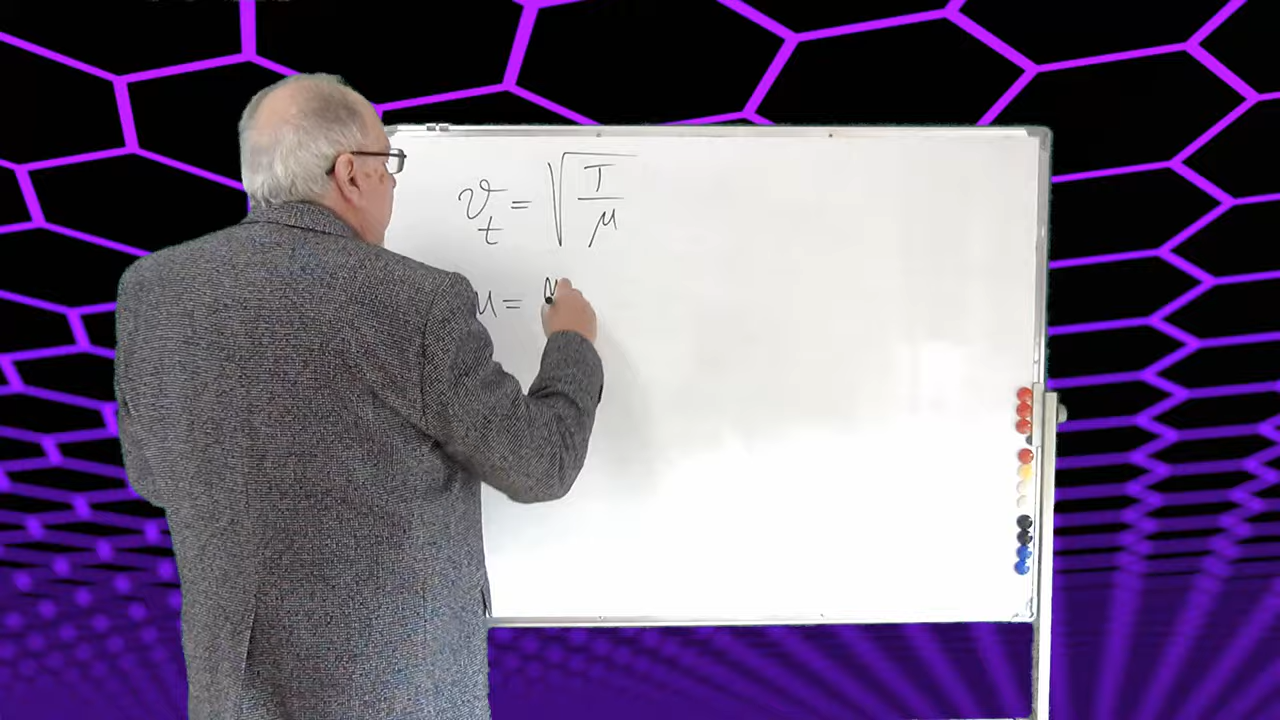 v_t = √(T/μ)
μ =